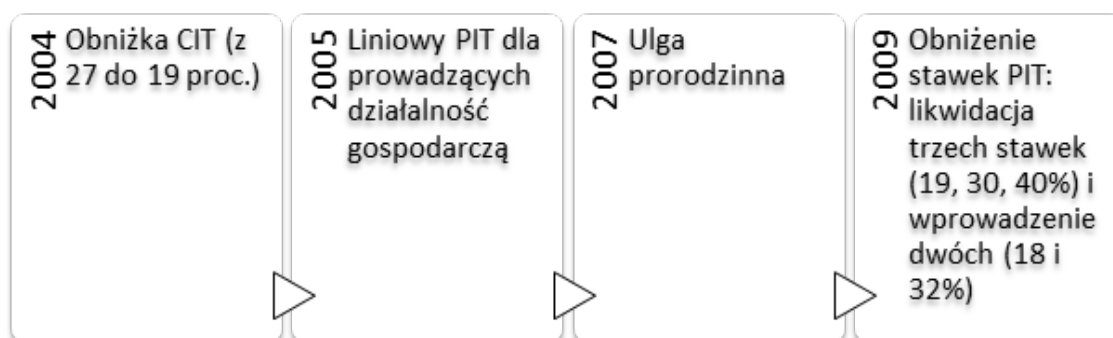 2004
Obniżka CIT (z
27 do 19 proc.)
2005
Liniowy PIT dla
prowadzących
działalność
gospodarczą
2007
Ulga
prorodzinna
2009
Obniżenie
stawek PIT:
likwidacja
trzech stawek
(19, 30, 40%) i
wprowadzenie
dwóch (18 i
32%)